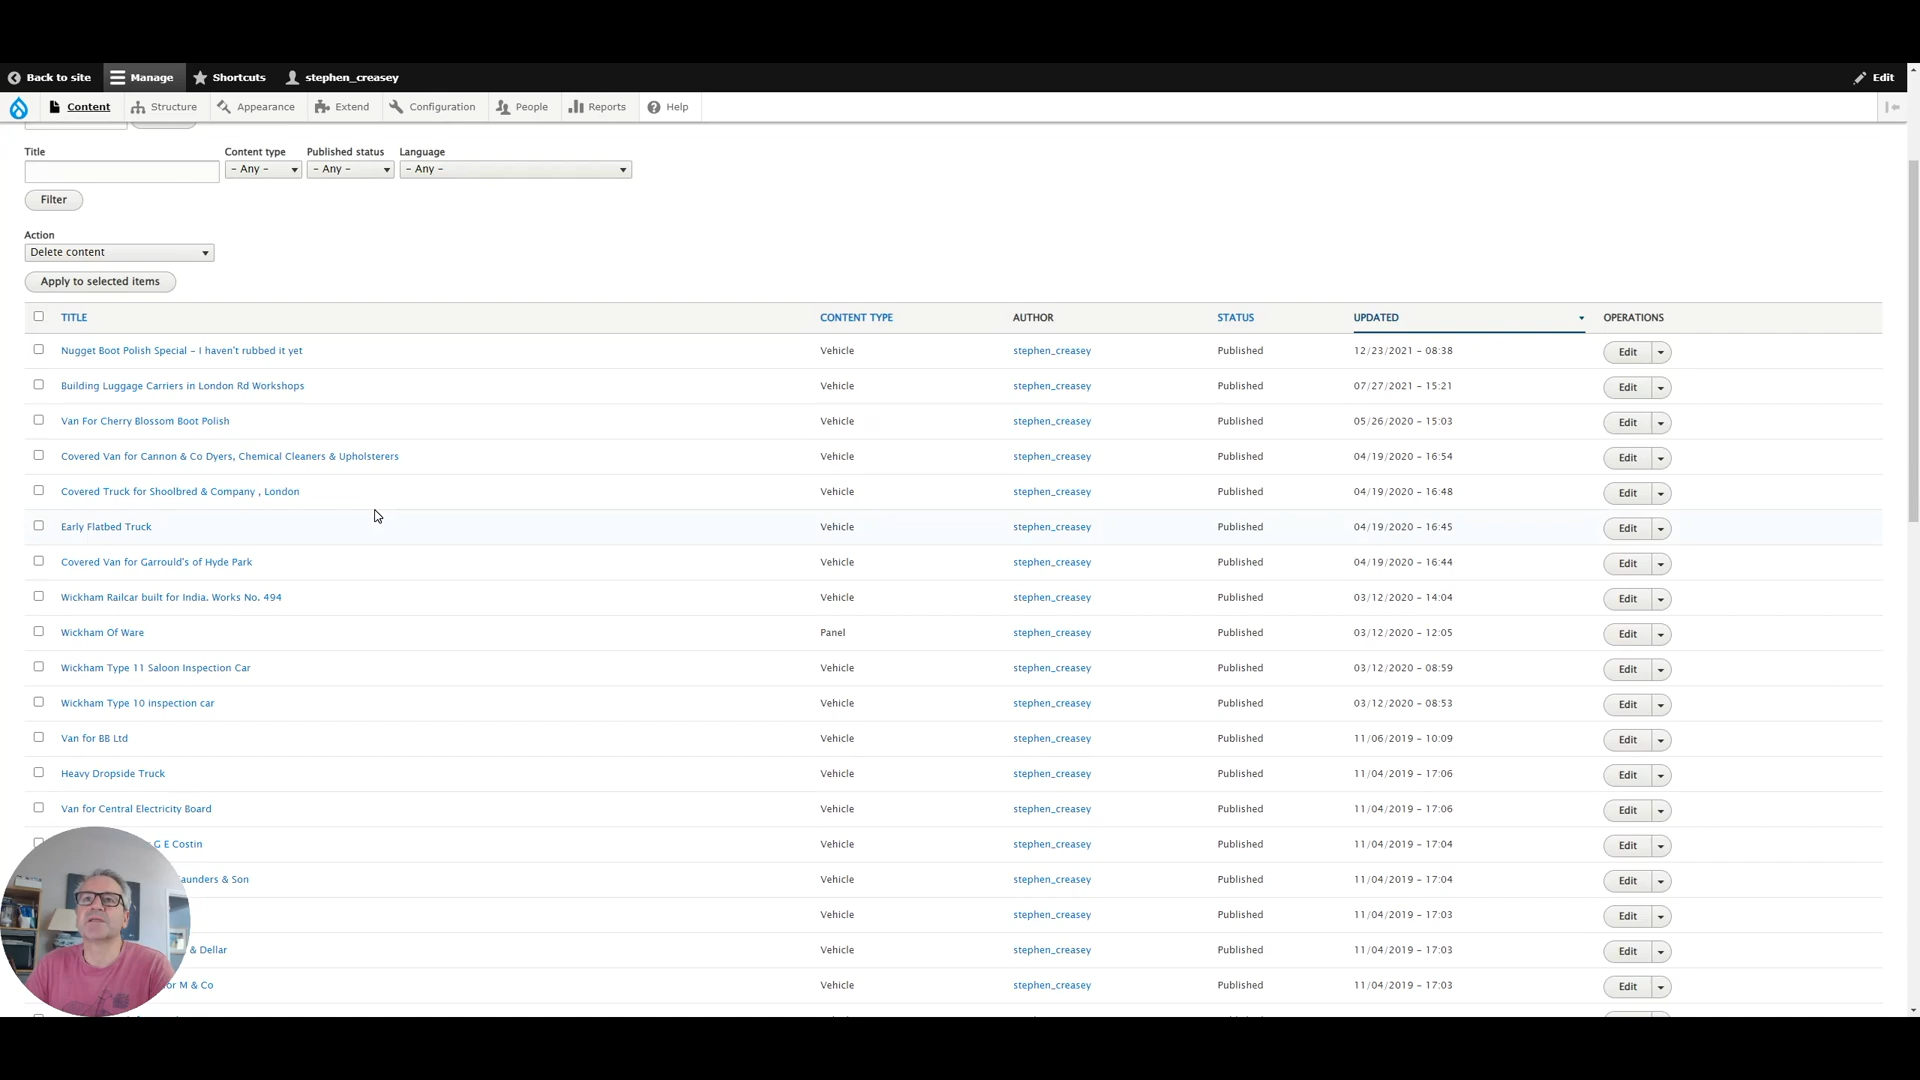 Back to site Manage Shortcuts stephen_creasey Edit
Content Structure Appearance Extend Configuration People Reports Help
Title Content type Published status Language
- Any - - Any - - Any -
Filter
Action
Delete content
Apply to selected items
TITLE CONTENT TYPE AUTHOR STATUS UPDATED OPERATIONS
Nugget Boot Polish Special - I haven't rubbed it yet Vehicle stephen_creasey Published 12/23/2021 - 08:38 Edit
Building Luggage Carriers in London Rd Workshops Vehicle stephen_creasey Published 07/27/2021 - 15:21 Edit
Van For Cherry Blossom Boot Polish Vehicle stephen_creasey Published 05/26/2020 - 15:03 Edit
Covered Van for Cannon & Co Dyers, Chemical Cleaners & Upholsterers Vehicle stephen_creasey Published 04/19/2020 - 16:54 Edit
Covered Truck for Shoolbred & Company , London Vehicle stephen_creasey Published 04/19/2020 - 16:48 Edit
Early Flatbed Truck Vehicle stephen_creasey Published 04/19/2020 - 16:45 Edit
Covered Van for Garrould's of Hyde Park Vehicle stephen_creasey Published 04/19/2020 - 16:44 Edit
Wickham Railcar built for India. Works No. 494 Vehicle stephen_creasey Published 03/12/2020 - 14:04 Edit
Wickham Of Ware Panel stephen_creasey Published 03/12/2020 - 12:05 Edit
Wickham Type 11 Saloon Inspection Car Vehicle stephen_creasey Published 03/12/2020 - 08:59 Edit
Wickham Type 10 inspection car Vehicle stephen_creasey Published 03/12/2020 - 08:53 Edit
Van for BB Ltd Vehicle stephen_creasey Published 11/06/2019 - 10:09 Edit
Heavy Dropside Truck Vehicle stephen_creasey Published 11/04/2019 - 17:06 Edit
Van for Central Electricity Board Vehicle stephen_creasey Published 11/04/2019 - 17:06 Edit
G E Costin Vehicle stephen_creasey Published 11/04/2019 - 17:04 Edit
aunders & Son Vehicle stephen_creasey Published 11/04/2019 - 17:04 Edit
Vehicle stephen_creasey Published 11/04/2019 - 17:03 Edit
& Dellar Vehicle stephen_creasey Published 11/04/2019 - 17:03 Edit
or M & Co Vehicle stephen_creasey Published 11/04/2019 - 17:03 Edit